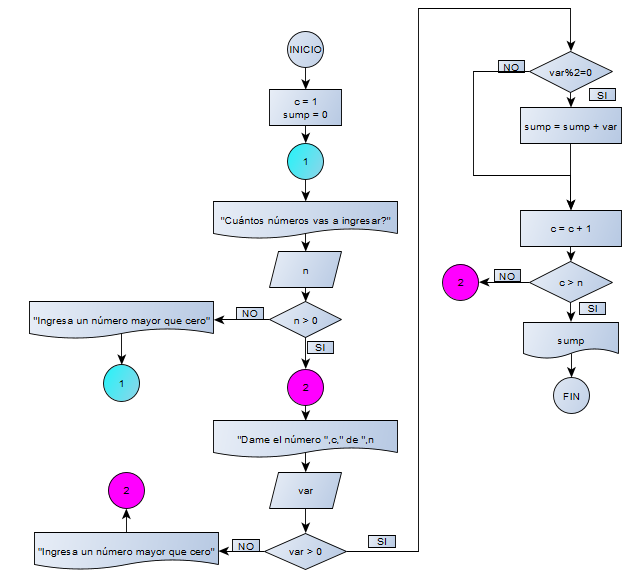 INICIO
c = 1
sump = 0
1
"Cuántos números vas a ingresar?"
n
n > 0
NO
"Ingresa un número mayor que cero"
1
SI
2
"Dame el número ",c," de ",n
var
var > 0
NO
"Ingresa un número mayor que cero"
2
SI
var%2=0
NO
SI
sump = sump + var
c = c + 1
c > n
NO
2
SI
sump
FIN